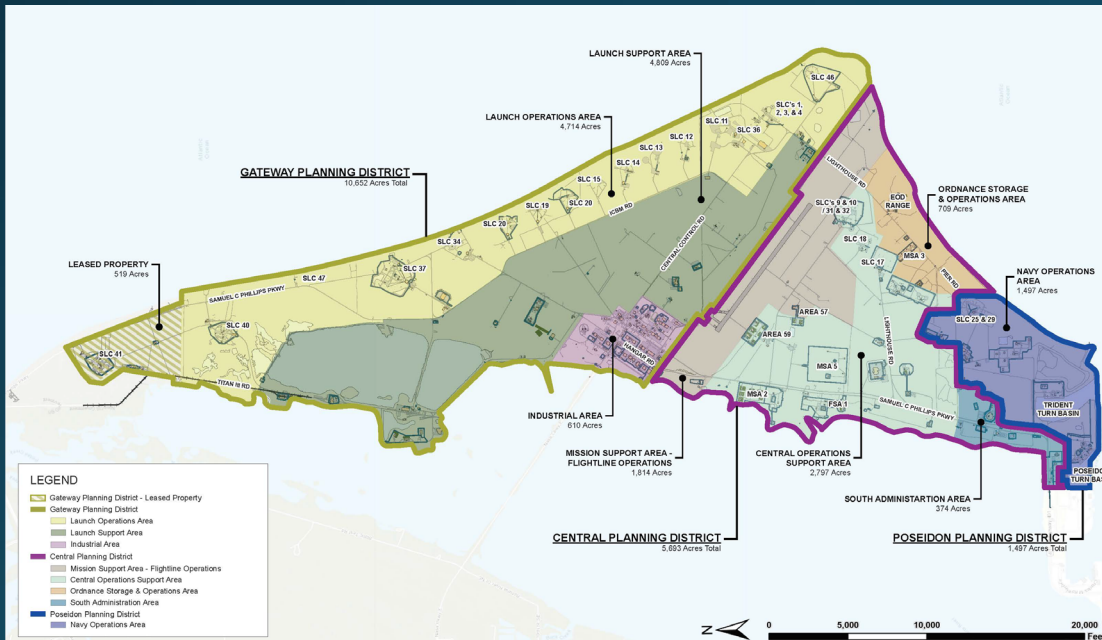 LAUNCH SUPPORT AREA
4,809 Acres
SLC 46
SLC's 1,
2, 3, & 4
SLC 11
SLC 36
LAUNCH OPERATIONS AREA
4,714 Acres
SLC 12
SLC 13
SLC 14
GATEWAY PLANNING DISTRICT
10,652 Acres Total
SLC 15
SLC 20
SLC 19
SLC 20
ICBM RD
LIGHTHOUSE RD
EOD
RANGE
ORDNANCE STORAGE
& OPERATIONS AREA
709 Acres
SLC's 9 & 10
/ 31 & 32
SLC 18
SLC 17
MSA 3
PIER RD
SLC 34
CENTRAL CONTROL RD
LEASED PROPERTY
519 Acres
SLC 47
SLC 37
SAMUEL C PHILLIPS PKWY
NAVY OPERATIONS
AREA
1,497 Acres
SLC 40
SLC 25 & 29
AREA 57
AREA 59
LIGHTHOUSE RD
SLC 41
HANGAR RD
MSA 5
TITAN III RD
MSA 2
FSA 1
SAMUEL C PHILLIPS PKWY
TRIDENT
TURN BASIN
INDUSTRIAL AREA
610 Acres
MISSION SUPPORT AREA -
FLIGHTLINE OPERATIONS
1,814 Acres
CENTRAL OPERATIONS
SUPPORT AREA
2,797 Acres
SOUTH ADMINISTARTION AREA
374 Acres
POSEIDO
TURN BAS
CENTRAL PLANNING DISTRICT
5,693 Acres Total
POSEIDON PLANNING DISTRICT
1,497 Acres Total
LEGEND
Gateway Planning District - Leased Property
Gateway Planning District
Launch Operations Area
Launch Support Area
Industrial Area
Central Planning District
Mission Support Area - Flightline Operations
Central Operations Support Area
Ordnance Storage & Operations Area
South Administration Area
Poseidon Planning District
Navy Operations Area
N
0 5,000 10,000 20,000
Fee